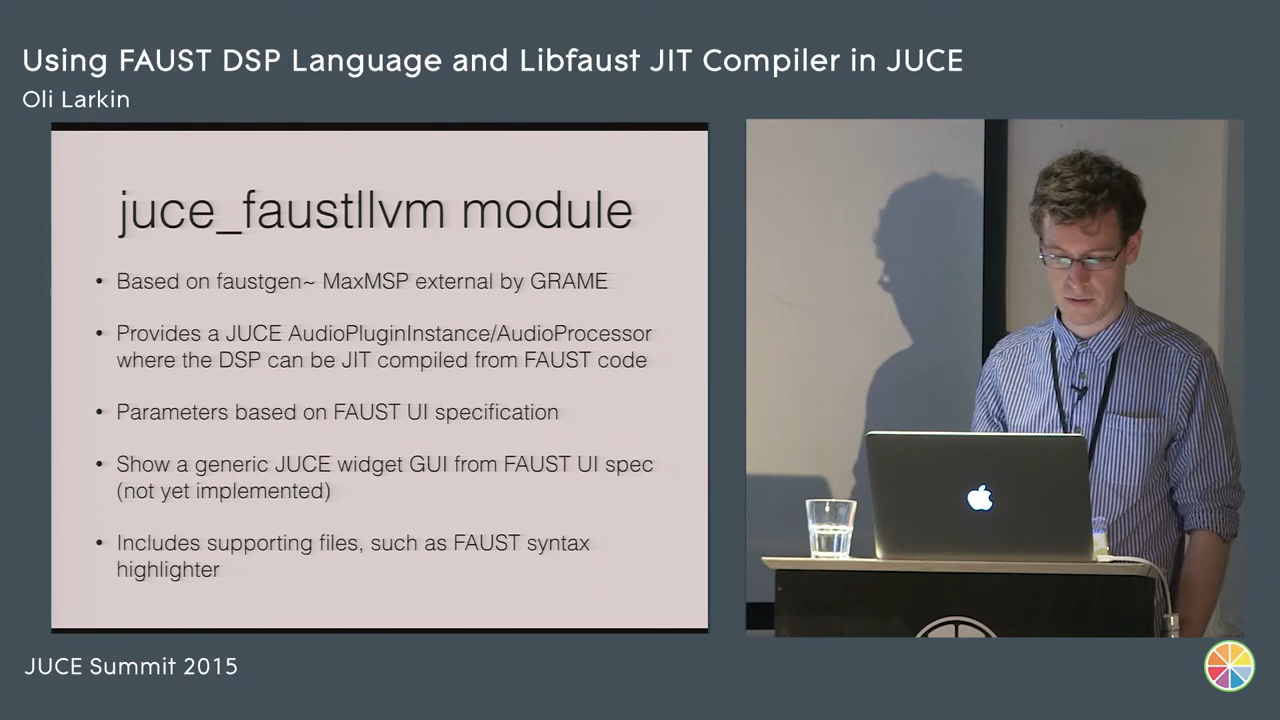 Using FAUST DSP Language and Libfaust JIT Compiler in JUCE
Oli Larkin
juce_faustllvm module
• Based on faustgen~ MaxMSP external by GRAME
• Provides a JUCE AudioPluginInstance/AudioProcessor
where the DSP can be JIT compiled from FAUST code
• Parameters based on FAUST UI specification
• Show a generic JUCE widget GUI from FAUST UI spec
(not yet implemented)
• Includes supporting files, such as FAUST syntax
highlighter
JUCE Summit 2015